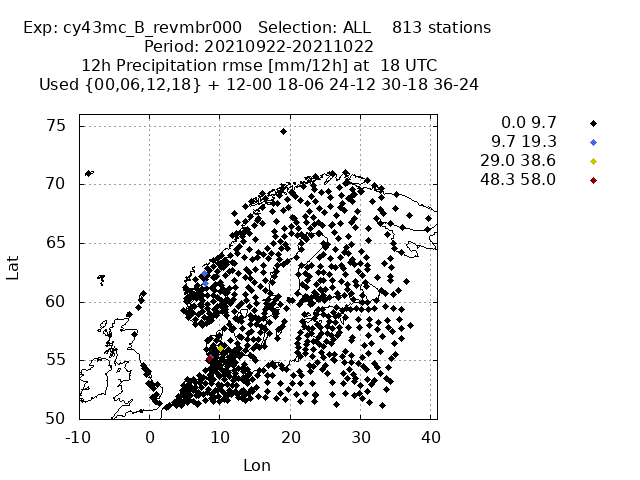 Exp: cy43mc_B_revmbr000   Selection: ALL    813 stations
Period: 20210922-20211022
12h Precipitation rmse [mm/12h] at  18 UTC
Used {00,06,12,18} + 12-00 18-06 24-12 30-18 36-24
0.0 9.7
9.7 19.3
29.0 38.6
48.3 58.0
75
70
65
60
55
50
Lat
-10 0 10 20 30 40
Lon